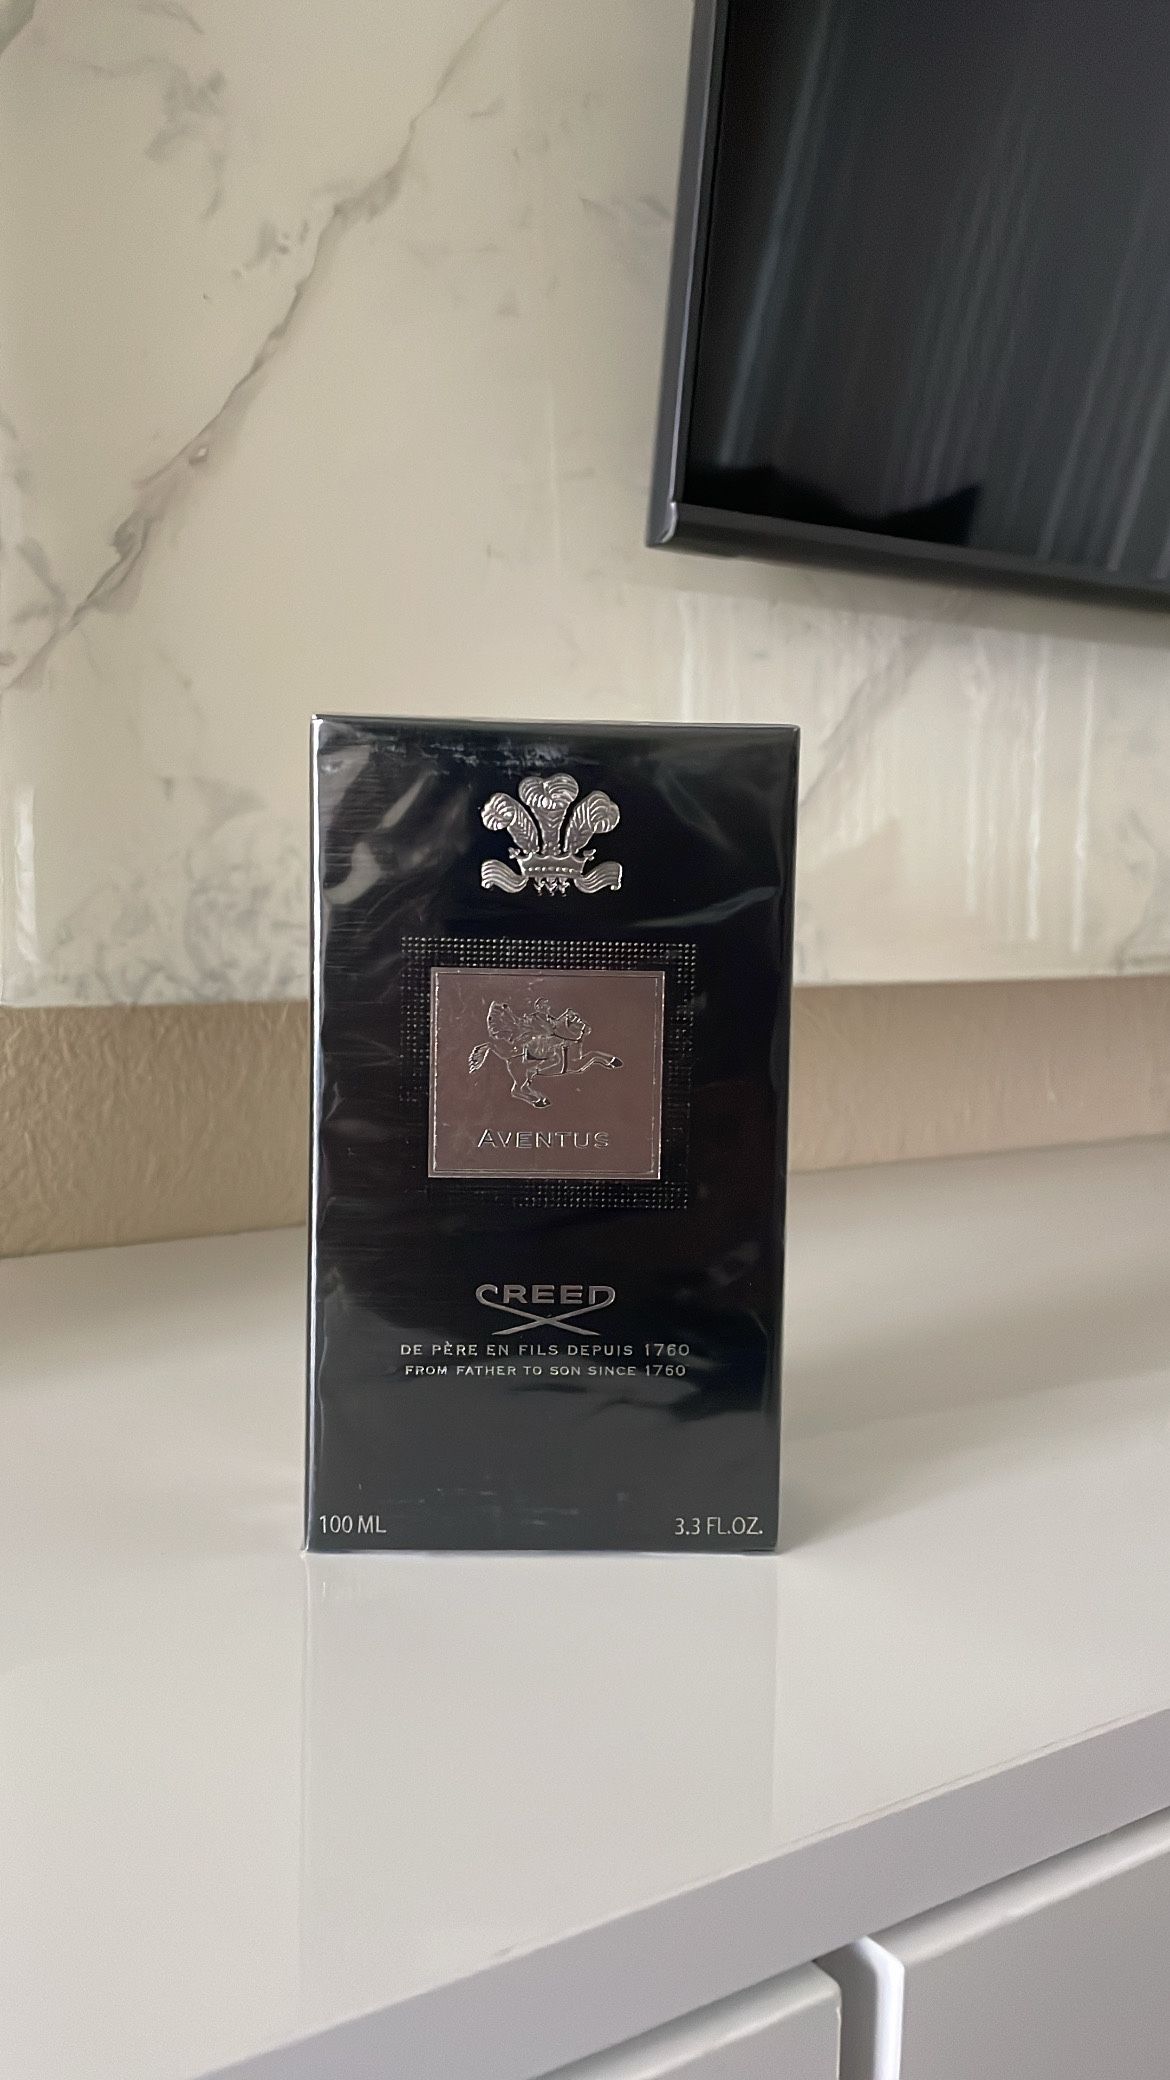 AVENTUS
CREED
DE PÈRE EN FILS DEPUIS 1760
FROM FATHER TO SON SINCE 1760
100 ML
3.3 FL.OZ.